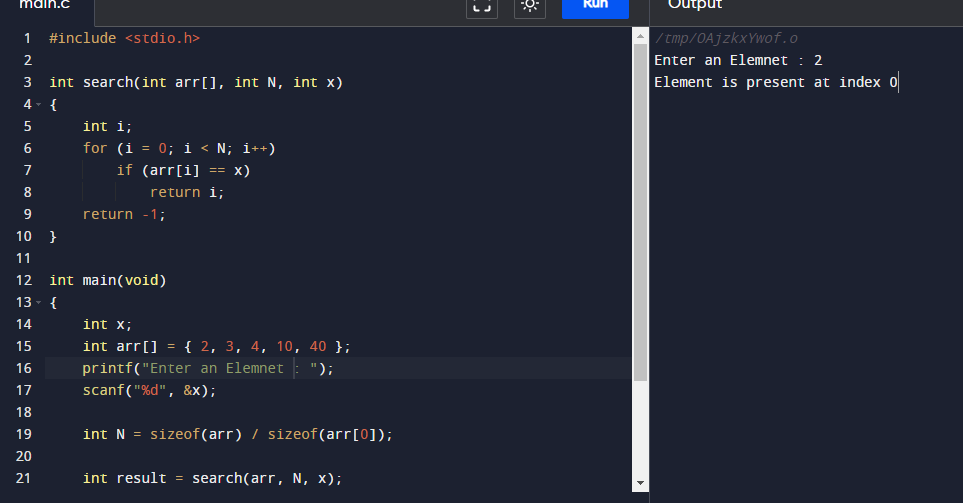 main.c
Run
Output
1 #include <stdio.h>
2
3 int search(int arr[], int N, int x)
4 {
5     int i;
6     for (i = 0; i < N; i++)
7         if (arr[i] == x)
8             return i;
9     return -1;
10 }
11
12 int main(void)
13 {
14     int x;
15     int arr[] = { 2, 3, 4, 10, 40 };
16     printf("Enter an Elemnet : ");
17     scanf("%d", &x);
18
19     int N = sizeof(arr) / sizeof(arr[0]);
20
21     int result = search(arr, N, x);
/tmp/OAjzkxYwof.o
Enter an Elemnet : 2
Element is present at index 0